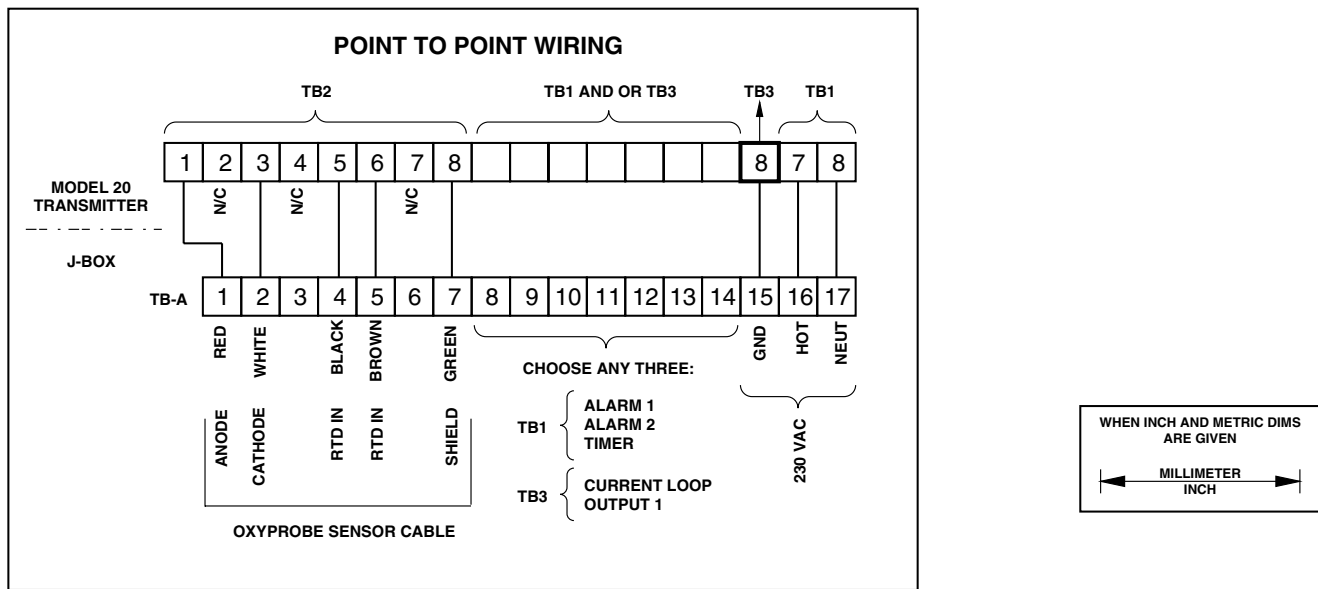 POINT TO POINT WIRING
TB2 TB1 AND OR TB3 TB3 TB1
1 2 3 4 5 6 7 8 8 7 8
MODEL 20
TRANSMITTER
N/C N/C N/C
J-BOX
TB-A 1 2 3 4 5 6 7 8 9 10 11 12 13 14 15 16 17
RED WHITE BLACK BROWN GREEN GND HOT NEUT
CHOOSE ANY THREE:
ANODE CATHODE RTD IN RTD IN SHIELD
TB1
ALARM 1
ALARM 2
TIMER
TB3
CURRENT LOOP
OUTPUT 1
230 VAC
OXYPROBE SENSOR CABLE
WHEN INCH AND METRIC DIMS
ARE GIVEN
MILLIMETER
INCH